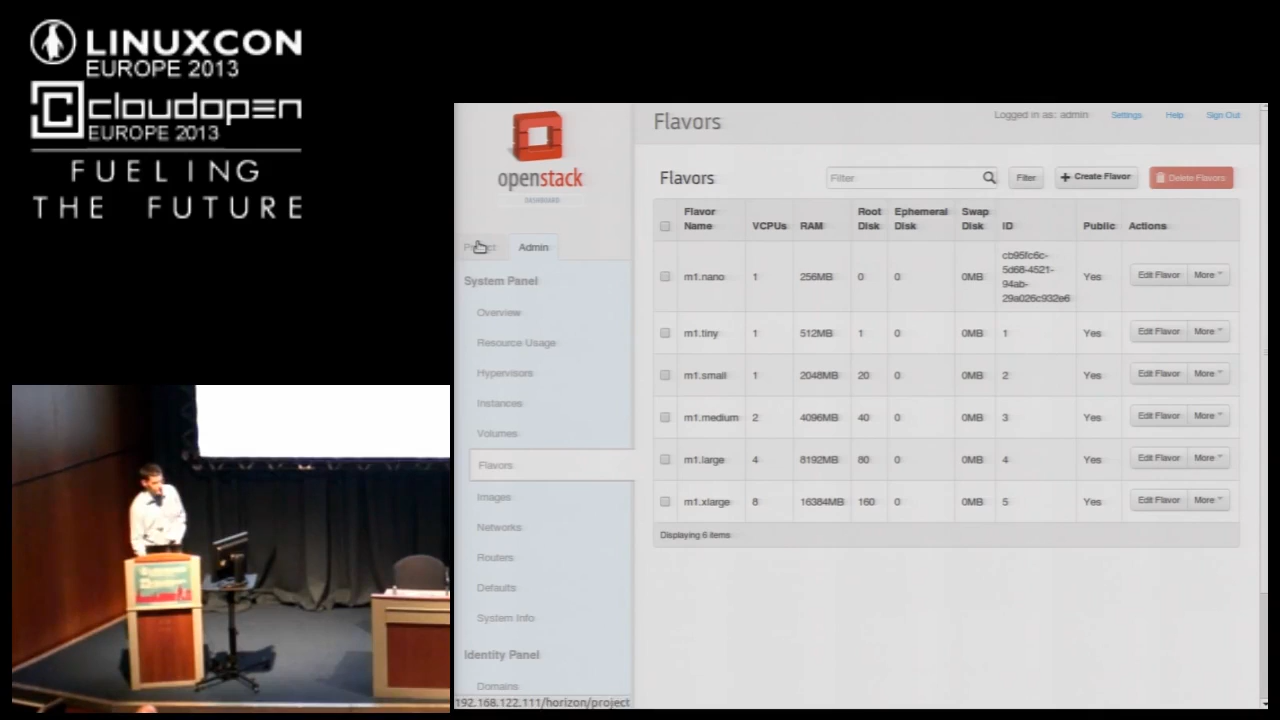 LINUXCON
EUROPE 2013
cloudopen
EUROPE 2013
FUELING
THE FUTURE
openstack
DASHBOARD
Project
Admin
System Panel
Overview
Resource Usage
Hypervisors
Instances
Volumes
Flavors
Images
Networks
Routers
Defaults
System Info
Identity Panel
Domains
192.168.122.111/horizon/project
Flavors
Logged in as: admin Settings Help Sign Out
Flavors
Filter Filter + Create Flavor Delete Flavors
Flavor Name VCPUs RAM Root Disk Ephemeral Disk Swap Disk ID Public Actions
m1.nano 1 256MB 0 0 0MB cb95fc6c-5d68-4521-94ab-29a026c932e6 Yes Edit Flavor More
m1.tiny 1 512MB 1 0 0MB 1 Yes Edit Flavor More
m1.small 1 2048MB 20 0 0MB 2 Yes Edit Flavor More
m1.medium 2 4096MB 40 0 0MB 3 Yes Edit Flavor More
m1.large 4 8192MB 80 0 0MB 4 Yes Edit Flavor More
m1.xlarge 8 16384MB 160 0 0MB 5 Yes Edit Flavor More
Displaying 6 items